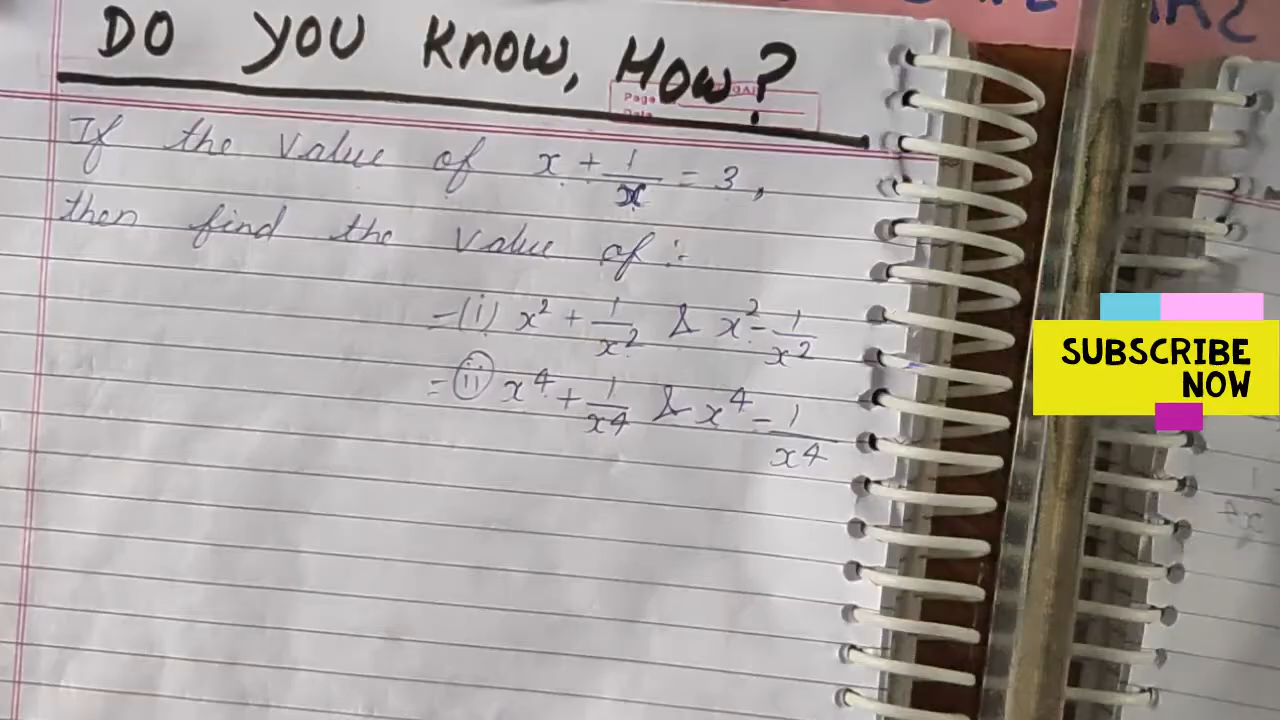 DO YOU Know, How?
Page
If the value of x + 1/x = 3,
then find the value of :-
-(i) x² + 1/x² & x² - 1/x²
= (ii) x⁴ + 1/x⁴ & x⁴ - 1/x⁴
SUBSCRIBE
NOW